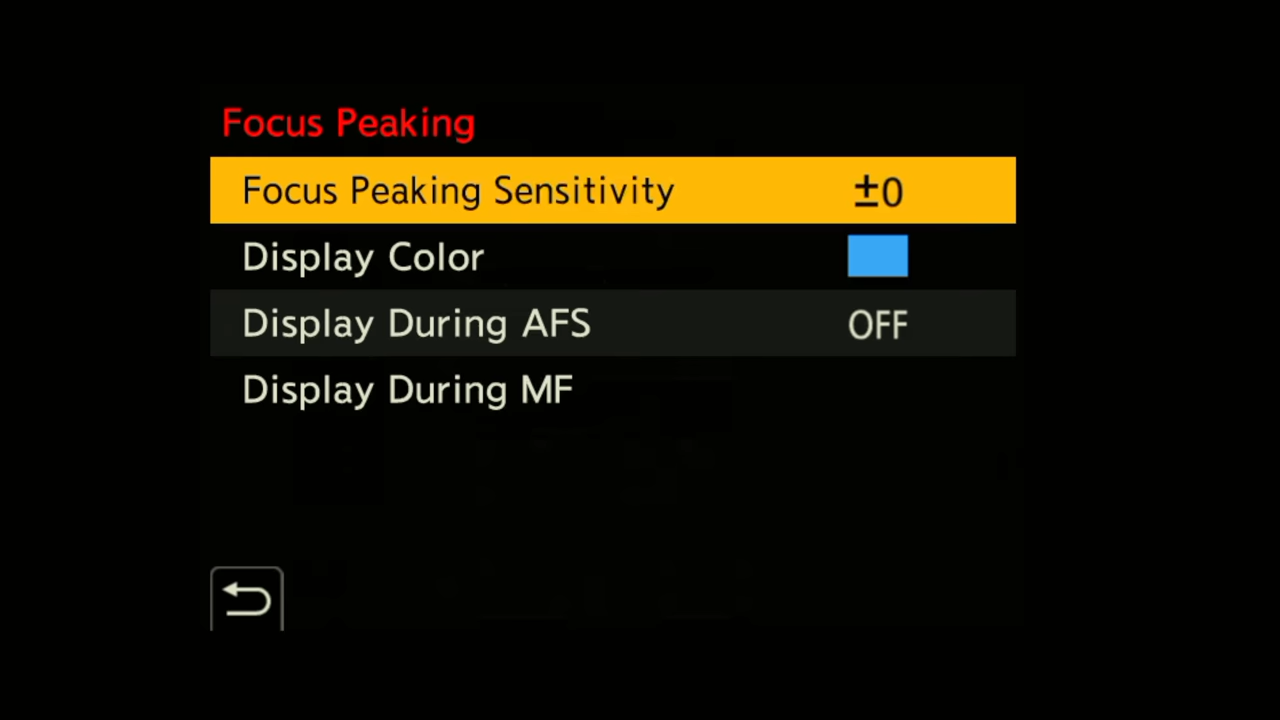 Focus Peaking
Focus Peaking Sensitivity ±0
Display Color
Display During AFS OFF
Display During MF